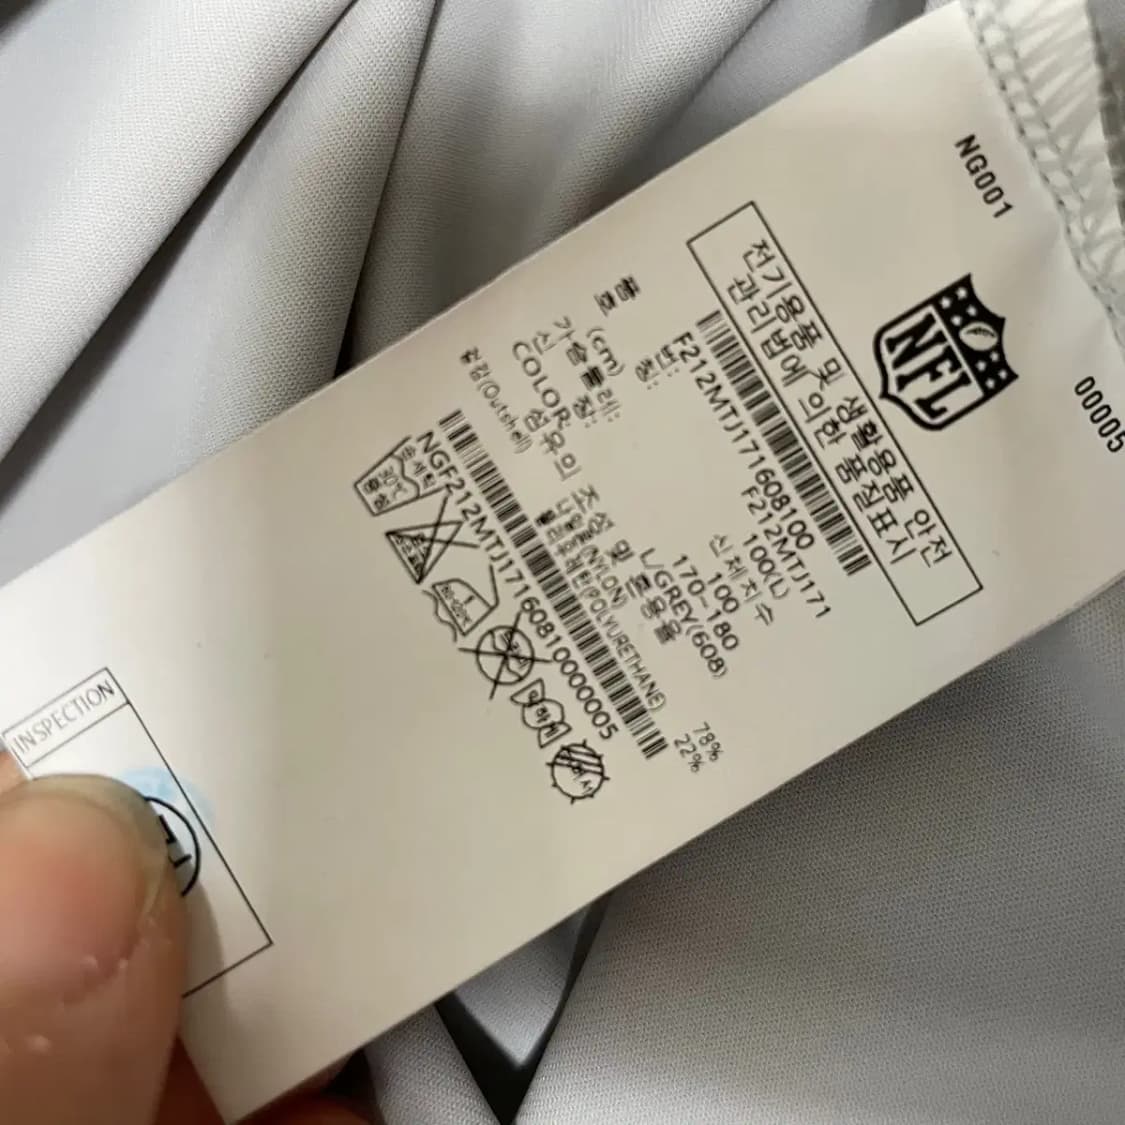 NG001
00005
NFL
전기용품 및 생활용품 안전
관리법에 의한 품질표시
F212MTJ171608100
품번: F212MTJ171
호칭: 100(L)
(cm) 신체치수
가슴둘레: 100
신장: 170-180
COLOR L/GREY(608)
섬유의 조성 및 혼용율
겉감(Outshell) 나일론(NYLON) 78%
폴리우레탄(POLYURETHANE) 22%
NGF212MTJ17160810000005
INSPECTION